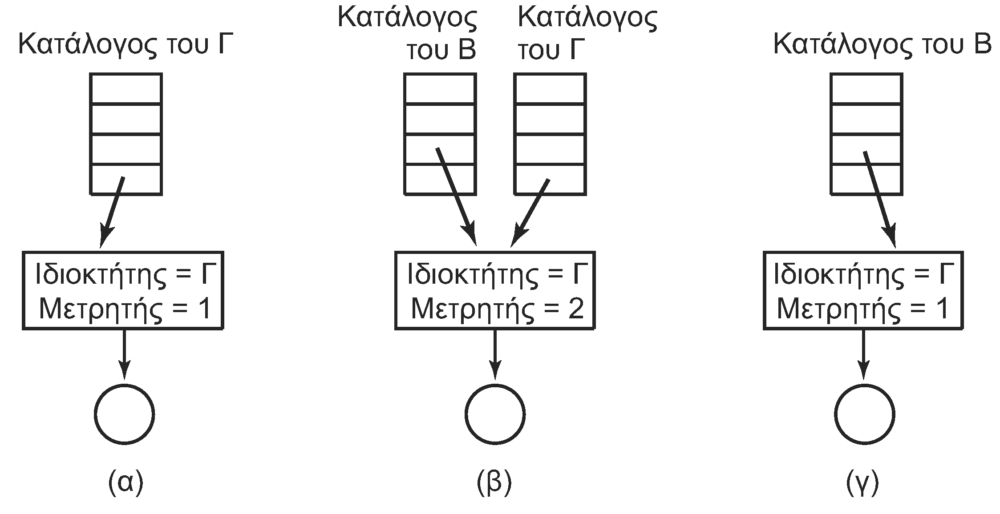 Κατάλογος του Γ
Ιδιοκτήτης = Γ
Μετρητής = 1
(α)
Κατάλογος
του Β
Κατάλογος
του Γ
Ιδιοκτήτης = Γ
Μετρητής = 2
(β)
Κατάλογος του Β
Ιδιοκτήτης = Γ
Μετρητής = 1
(γ)